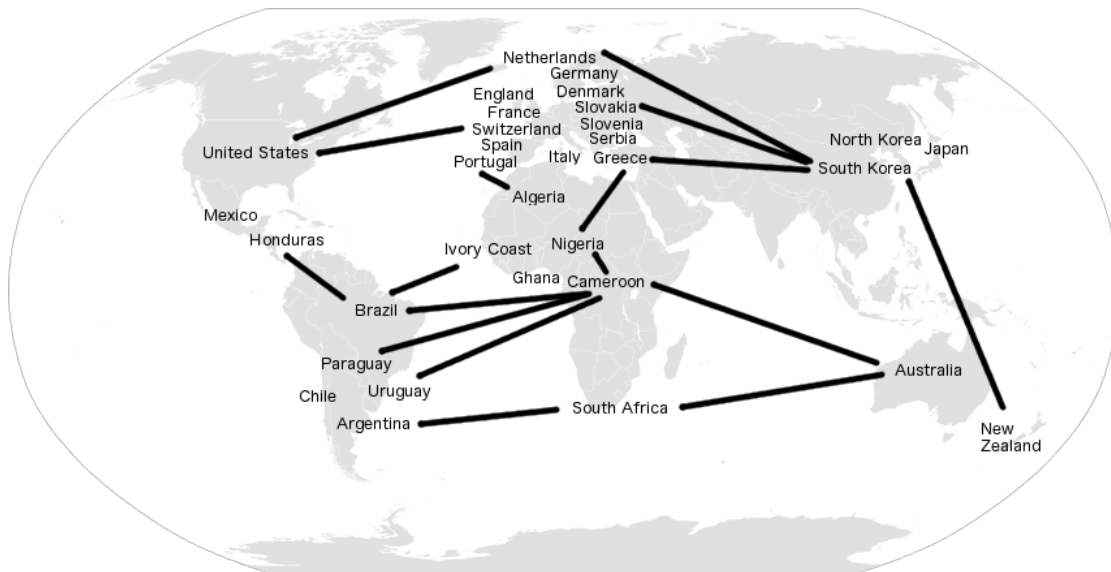 Netherlands
Germany
England
Denmark
France
Slovakia
Switzerland
Slovenia
Spain
Serbia
Portugal
Italy
Greece
United States
North Korea
Japan
South Korea
Algeria
Mexico
Honduras
Ivory Coast
Nigeria
Ghana
Cameroon
Brazil
Paraguay
Uruguay
Chile
Argentina
South Africa
Australia
New
Zealand